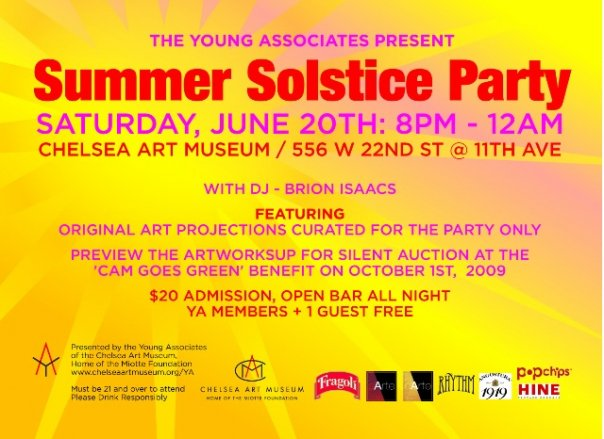 THE YOUNG ASSOCIATES PRESENT
Summer Solstice Party
SATURDAY, JUNE 20TH: 8PM - 12AM
CHELSEA ART MUSEUM / 556 W 22ND ST @ 11TH AVE
WITH DJ - BRION ISAACS
FEATURING
ORIGINAL ART PROJECTIONS CURATED FOR THE PARTY ONLY
PREVIEW THE ARTWORKSUP FOR SILENT AUCTION AT THE
'CAM GOES GREEN' BENEFIT ON OCTOBER 1ST, 2009
$20 ADMISSION, OPEN BAR ALL NIGHT
YA MEMBERS + 1 GUEST FREE
Presented by the Young Associates
of the Chelsea Art Museum,
Home of the Miotte Foundation
www.chelseaartmuseum.org/YA
Must be 21 and over to attend
Please Drink Responsibly
CHELSEA ART MUSEUM
HOME OF THE MIOTTE FOUNDATION
Fragoli
Arte
Arte
RHYTHM
ANGOSTURA
1919
popchips
HINE